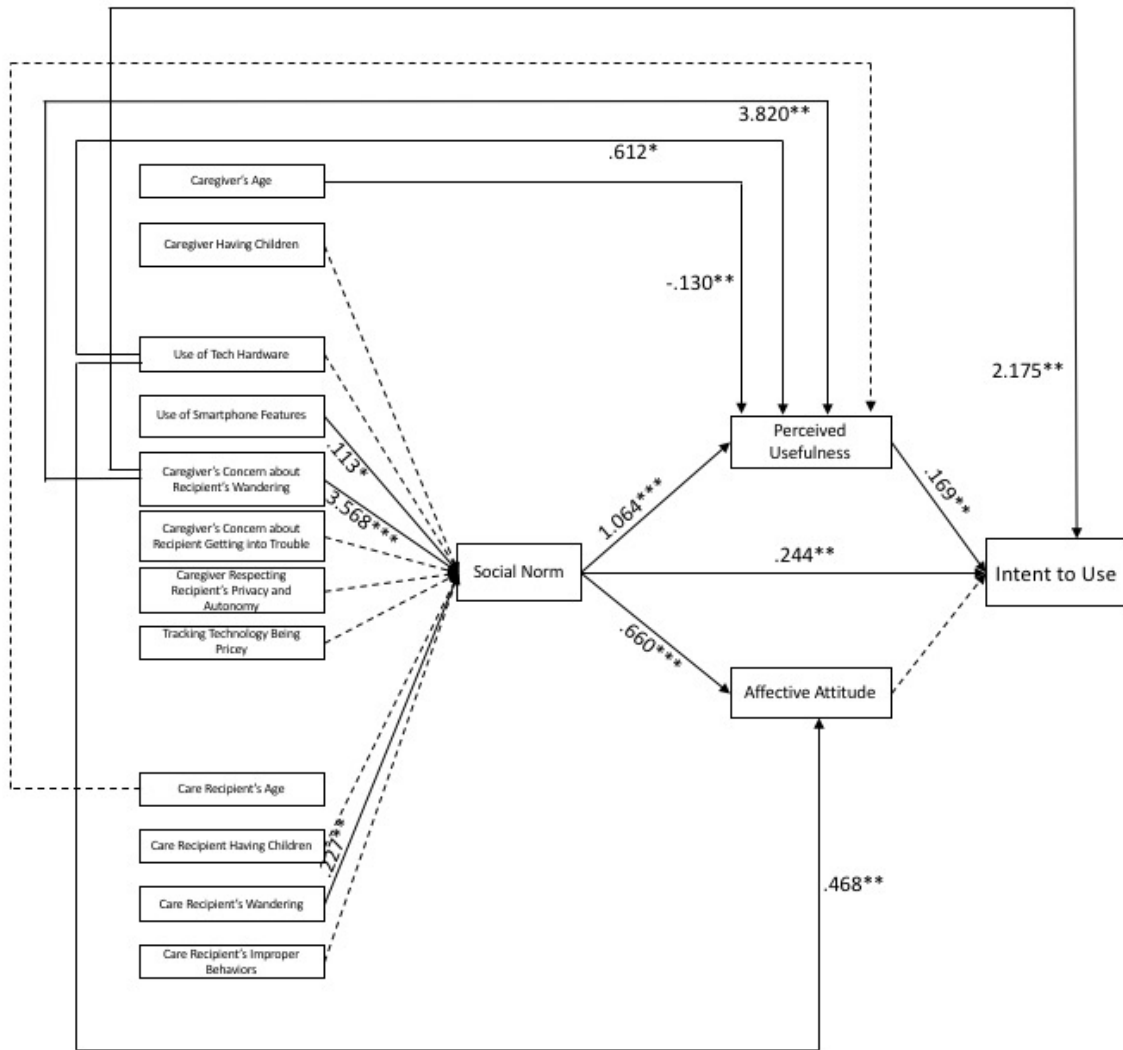 3.820**
.612*
Caregiver's Age
Caregiver Having Children
-.130**
Use of Tech Hardware
2.175**
Use of Smartphone Features
.113*
Perceived
Usefulness
Caregiver's Concern about
Recipient's Wandering
3.568***
.169**
Caregiver's Concern about
Recipient Getting into Trouble
1.064***
.244**
Social Norm
Intent to Use
Caregiver Respecting
Recipient's Privacy and
Autonomy
Tracking Technology Being
Pricey
.660***
Affective Attitude
Care Recipient's Age
Care Recipient Having Children
.227**
Care Recipient's Wandering
.468**
Care Recipient's Improper
Behaviors